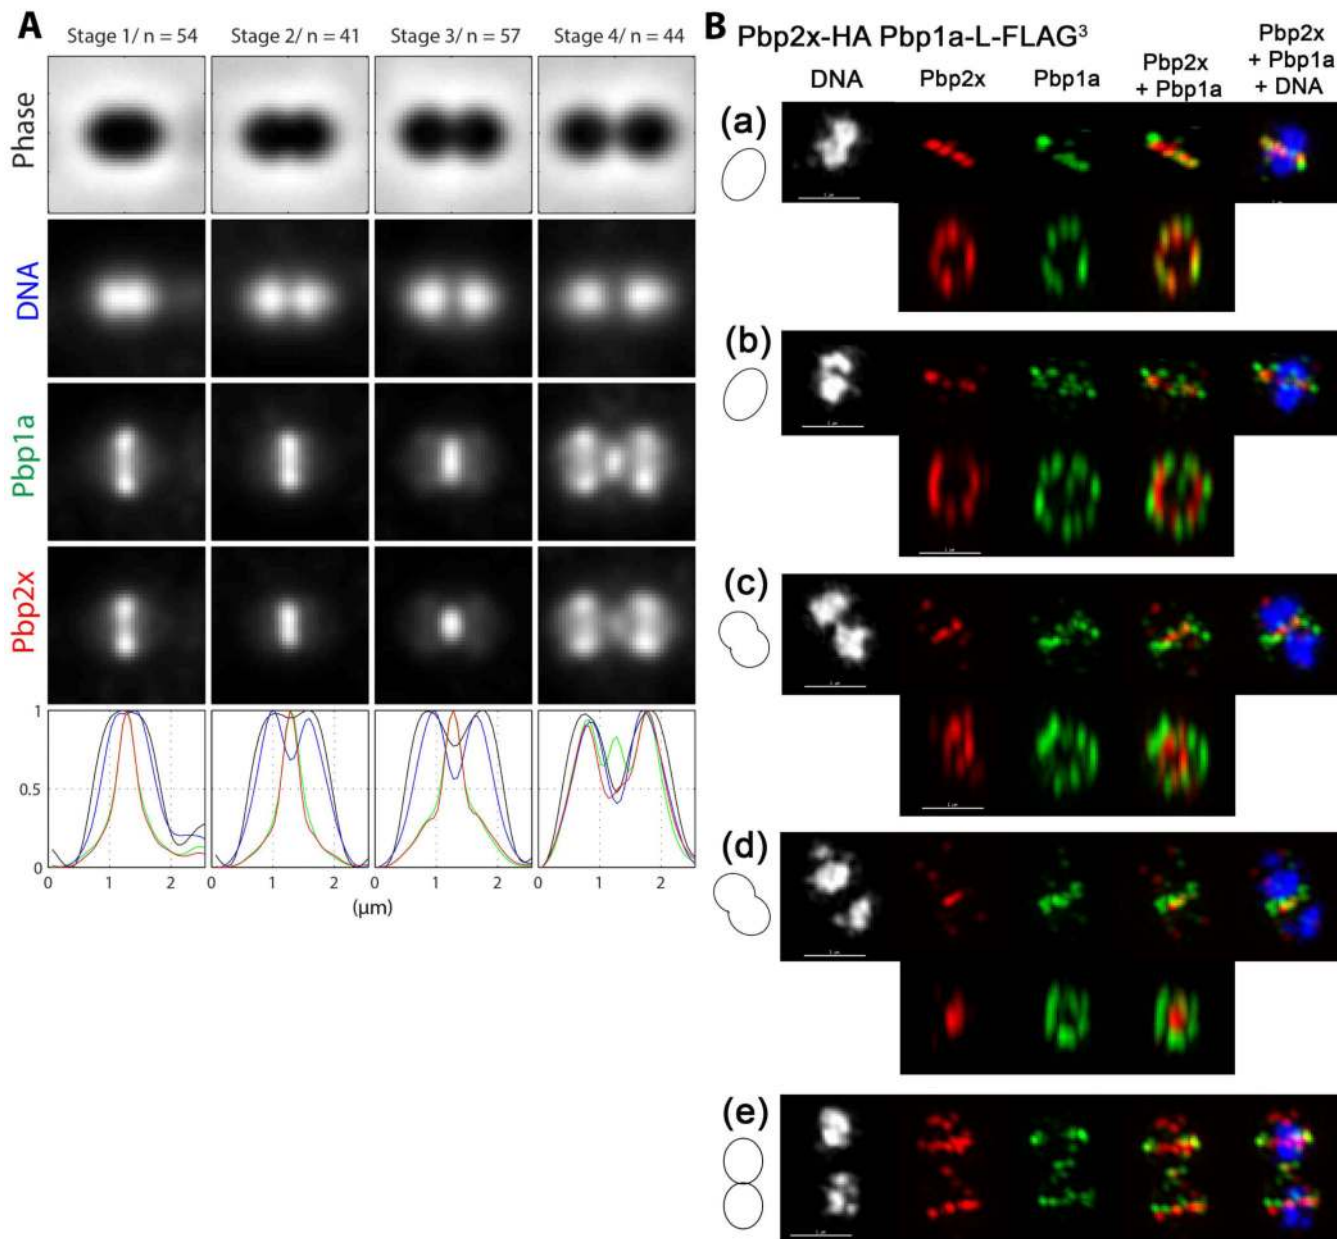 A
Stage 1/ n = 54
Stage 2/ n = 41
Stage 3/ n = 57
Stage 4/ n = 44
Phase
DNA
Pbp1a
Pbp2x
1
0.5
0
0 1 2
0 1 2
0 1 2
0 1 2
(μm)
B Pbp2x-HA Pbp1a-L-FLAG³
DNA
Pbp2x
Pbp1a
Pbp2x
+ Pbp1a
Pbp2x
+ Pbp1a
+ DNA
(a)
(b)
(c)
(d)
(e)